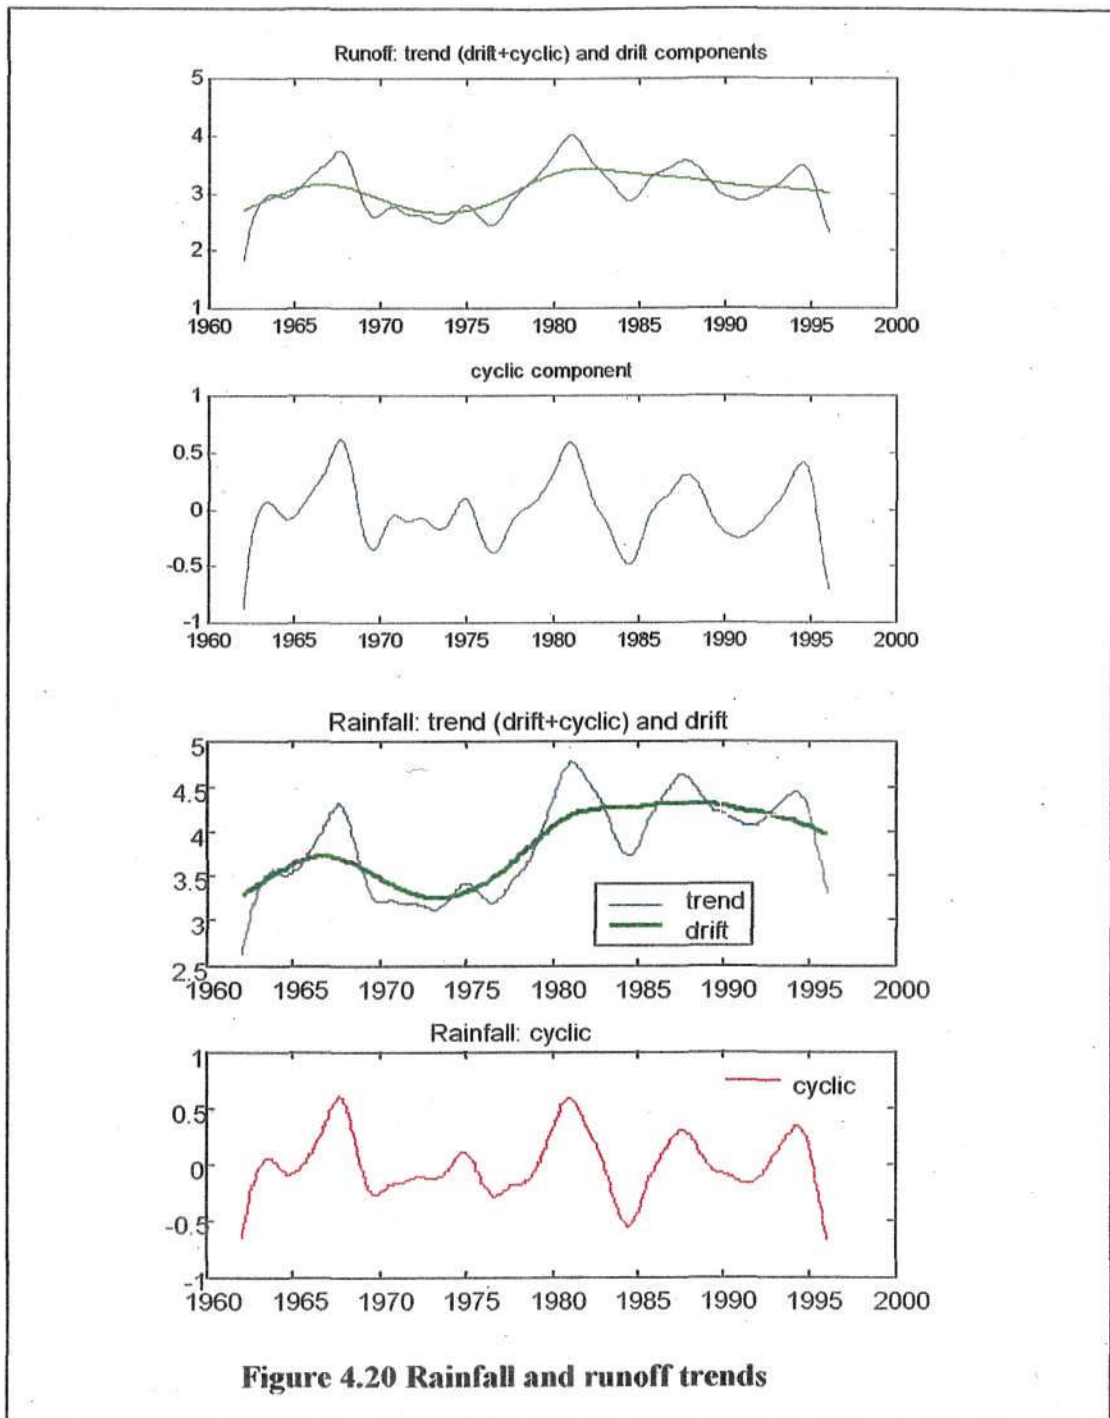 Runoff: trend (drift+cyclic) and drift components
5
4
3
2
1
1960 1965 1970 1975 1980 1985 1990 1995 2000
cyclic component
1
0.5
0
-0.5
-1
1960 1965 1970 1975 1980 1985 1990 1995 2000
Rainfall: trend (drift+cyclic) and drift
5
4.5
4
3.5
3
2.5
trend
drift
1960 1965 1970 1975 1980 1985 1990 1995 2000
Rainfall: cyclic
1
0.5
0
-0.5
-1
cyclic
1960 1965 1970 1975 1980 1985 1990 1995 2000
Figure 4.20 Rainfall and runoff trends